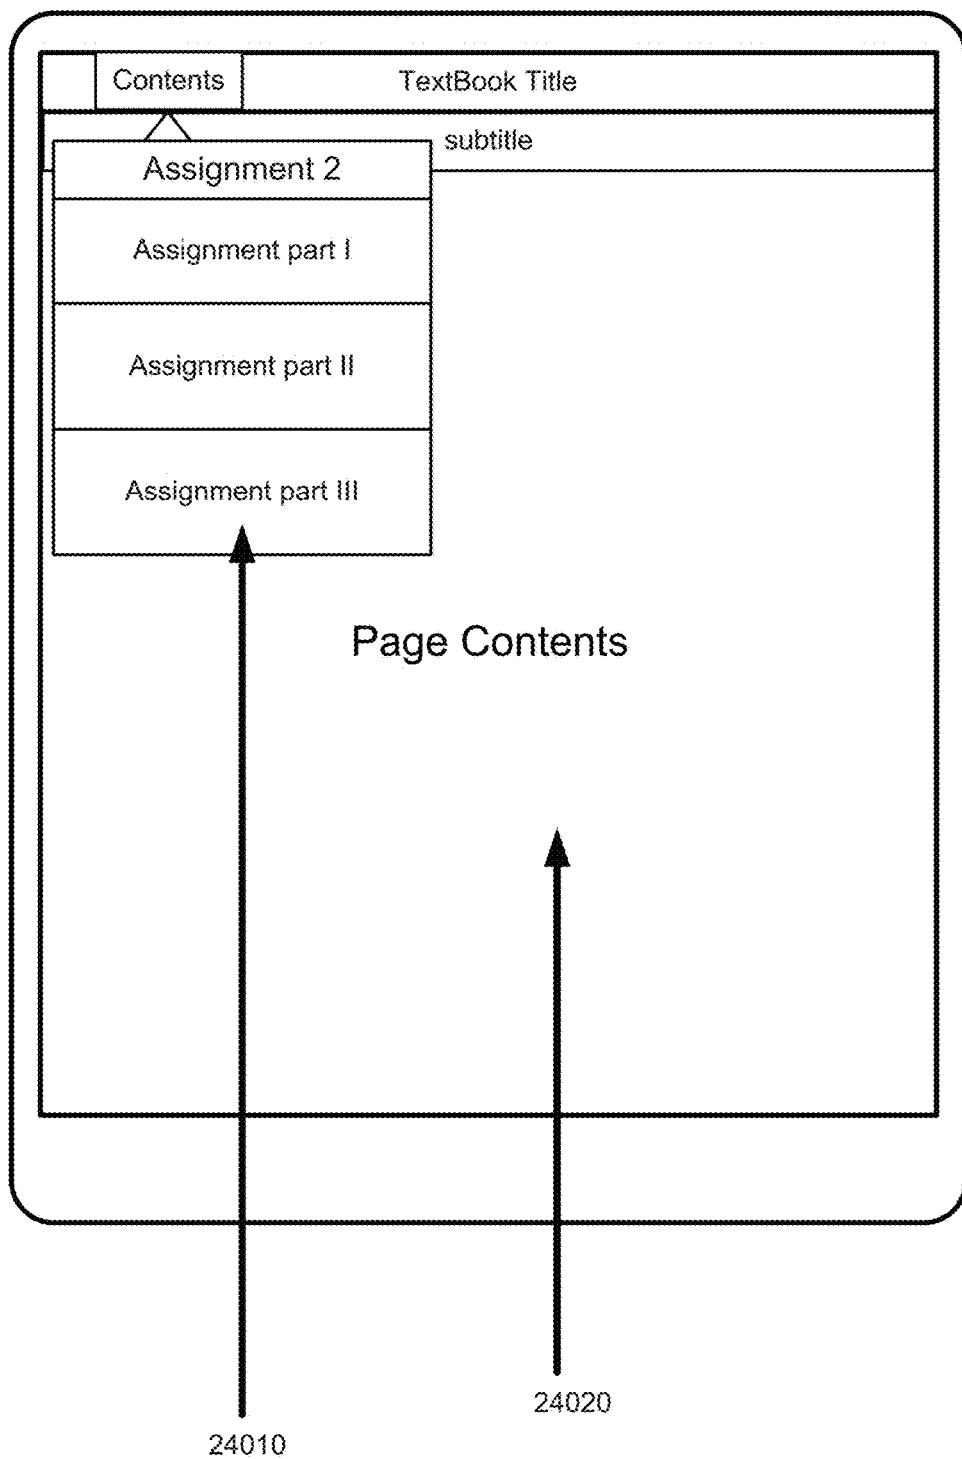 Contents
TextBook Title
subtitle
Assignment 2
Assignment part I
Assignment part II
Assignment part III
Page Contents
24020
24010